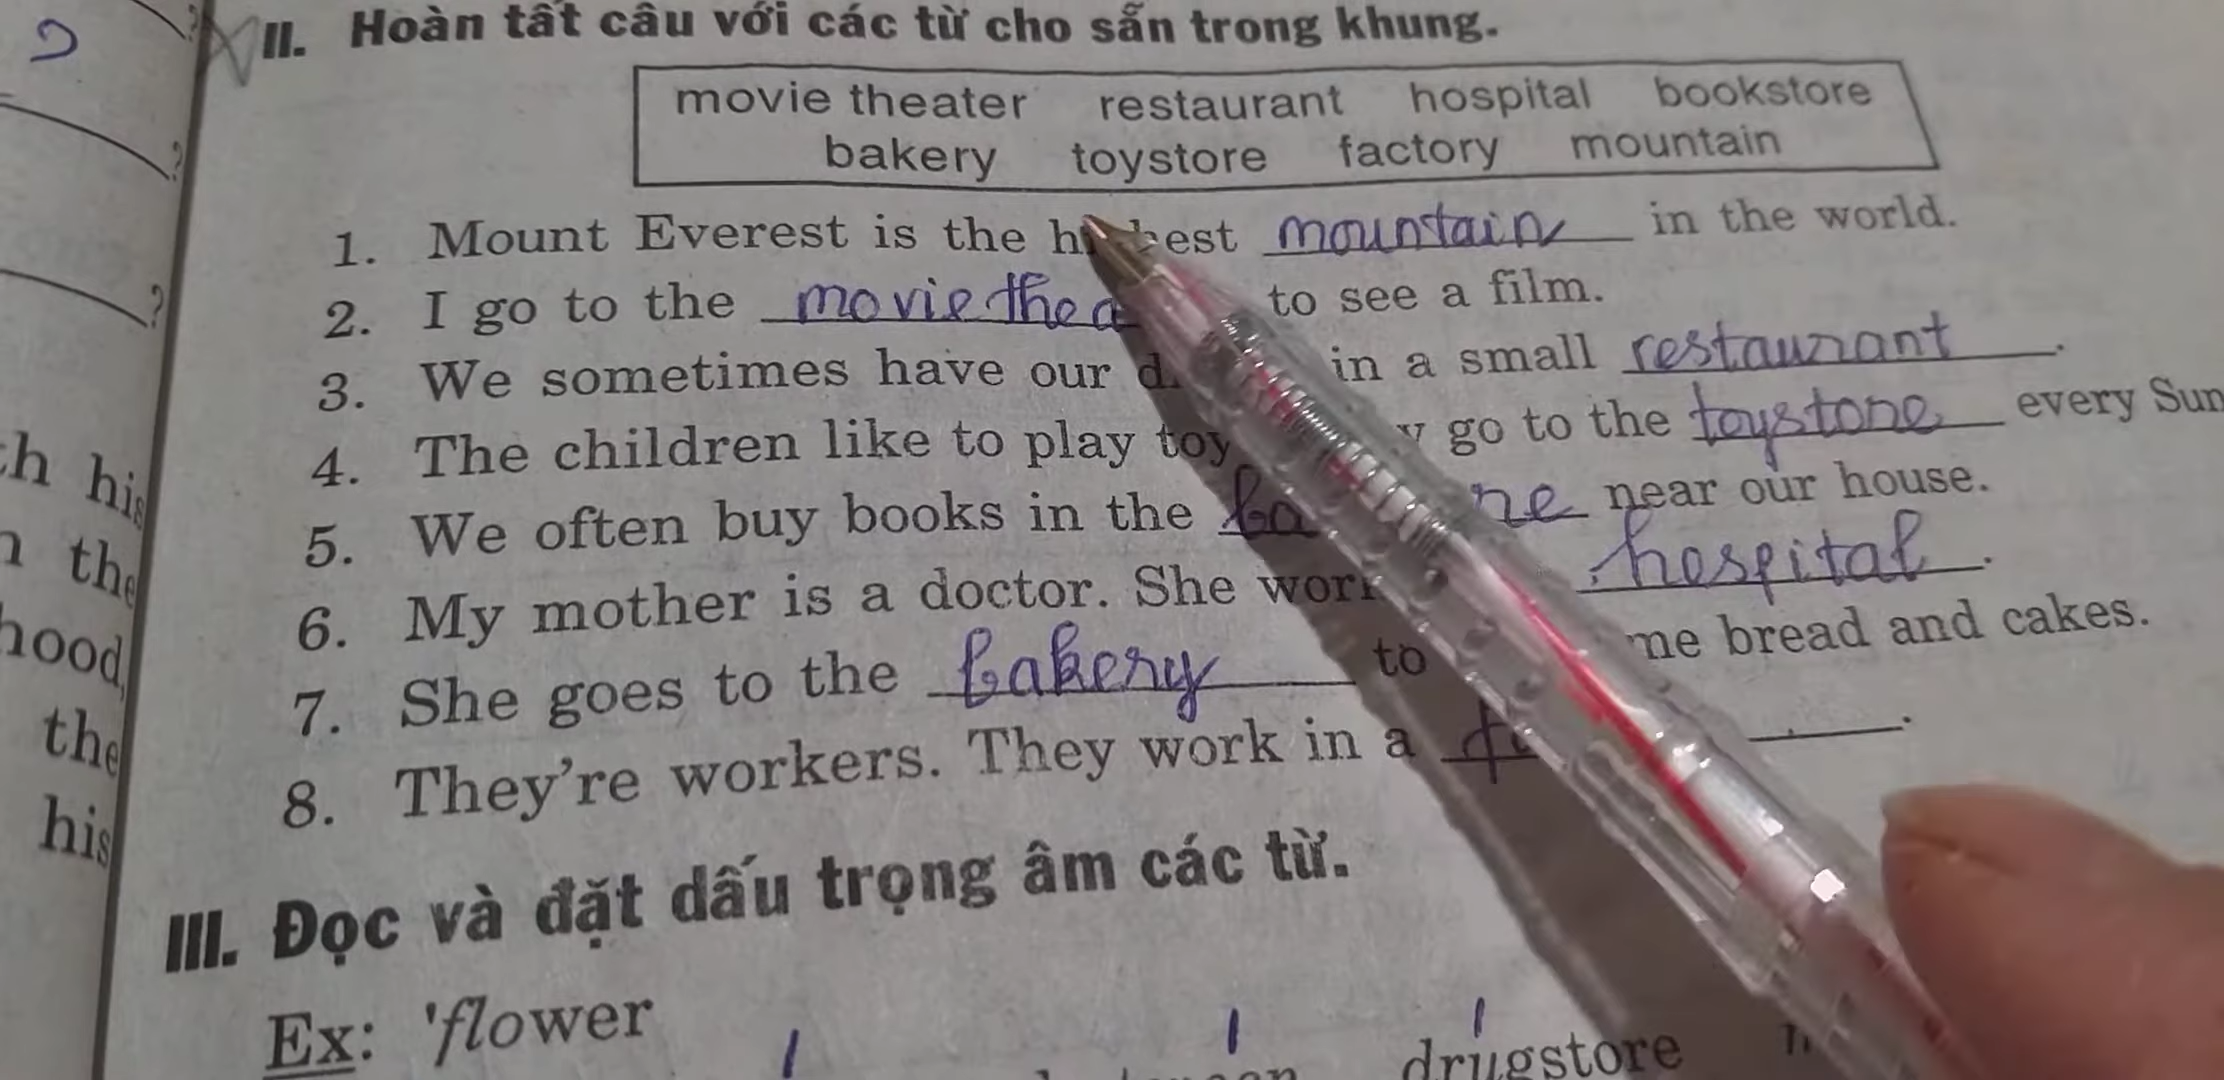 II. Hoàn tất câu với các từ cho sẵn trong khung.
movie theater restaurant hospital bookstore
bakery toystore factory mountain
1. Mount Everest is the mountain in the world.
2. I go to the movie to see a film.
3. We sometimes have our in a small restaurant.
4. The children like to play go to the toystore every
5. We often buy books in the near our house.
6. My mother is a doctor. She hospital.
7. She goes to the bakery to bread and cakes.
8. They're workers. They work in a
III. Đọc và đặt dấu trọng âm các từ.
Ex: 'flower
drugstore
his
the
the
his